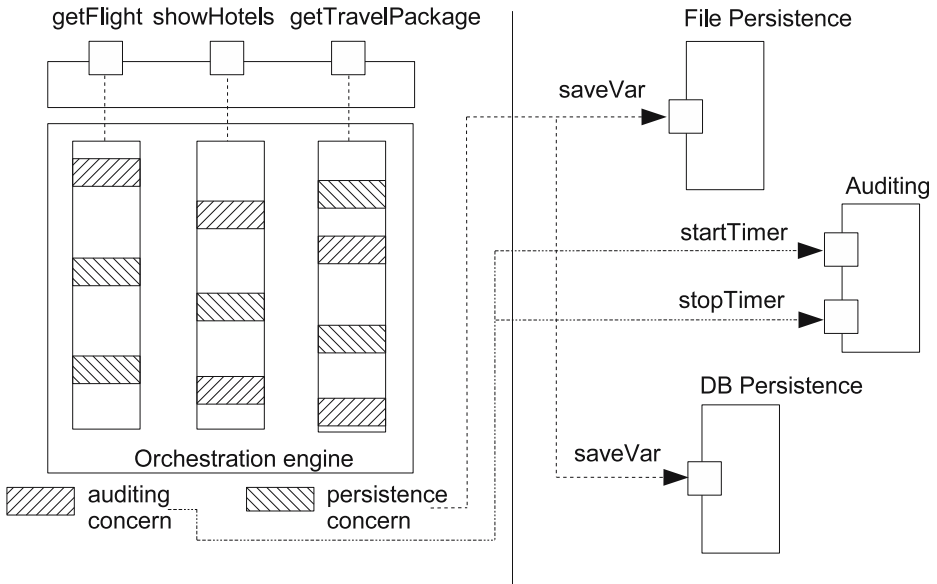 getFlight showHotels getTravelPackage
File Persistence
saveVar
Auditing
startTimer
stopTimer
DB Persistence
saveVar
Orchestration engine
auditing
concern
persistence
concern